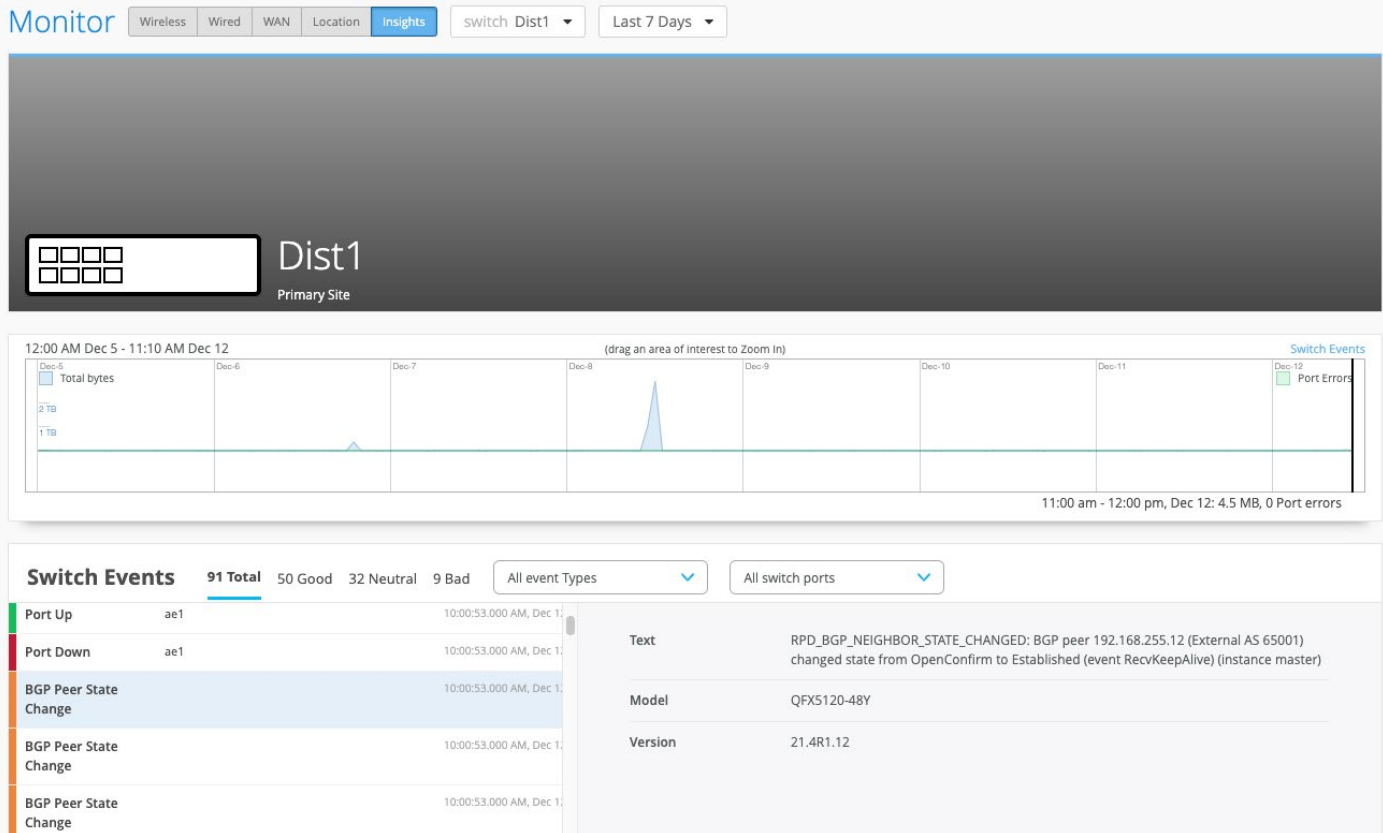 Monitor Wireless Wired WAN Location Insights switch Dist1 Last 7 Days
Dist1
Primary Site
12:00 AM Dec 5 - 11:10 AM Dec 12 (drag an area of interest to Zoom In) Switch Events
Dec-5 Dec-6 Dec-7 Dec-8 Dec-9 Dec-10 Dec-11 Dec-12
Total bytes Port Errors
2 TB
1 TB
11:00 am - 12:00 pm, Dec 12: 4.5 MB, 0 Port errors
Switch Events 91 Total 50 Good 32 Neutral 9 Bad All event Types All switch ports
Port Up ae1 10:00:53.000 AM, Dec 1
Port Down ae1 10:00:53.000 AM, Dec 1
BGP Peer State
Change
10:00:53.000 AM, Dec 1
BGP Peer State
Change
10:00:53.000 AM, Dec 1
BGP Peer State
Change
10:00:53.000 AM, Dec 1
Text RPD_BGP_NEIGHBOR_STATE_CHANGED: BGP peer 192.168.255.12 (External AS 65001)
changed state from OpenConfirm to Established (event RecvKeepAlive) (instance master)
Model QFX5120-48Y
Version 21.4R1.12